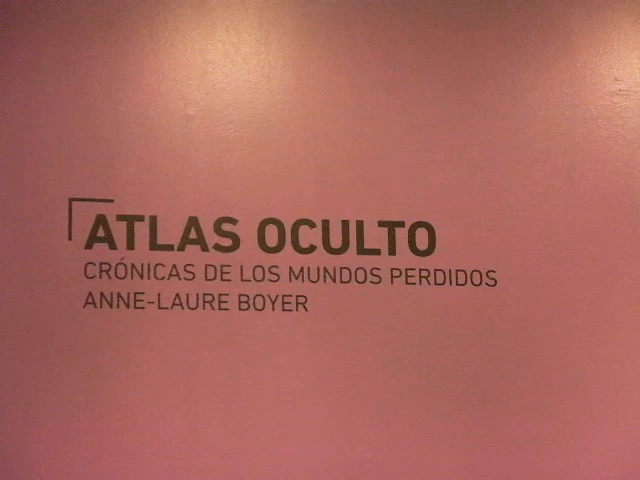 ATLAS OCULTO
CRÓNICAS DE LOS MUNDOS PERDIDOS
ANNE-LAURE BOYER